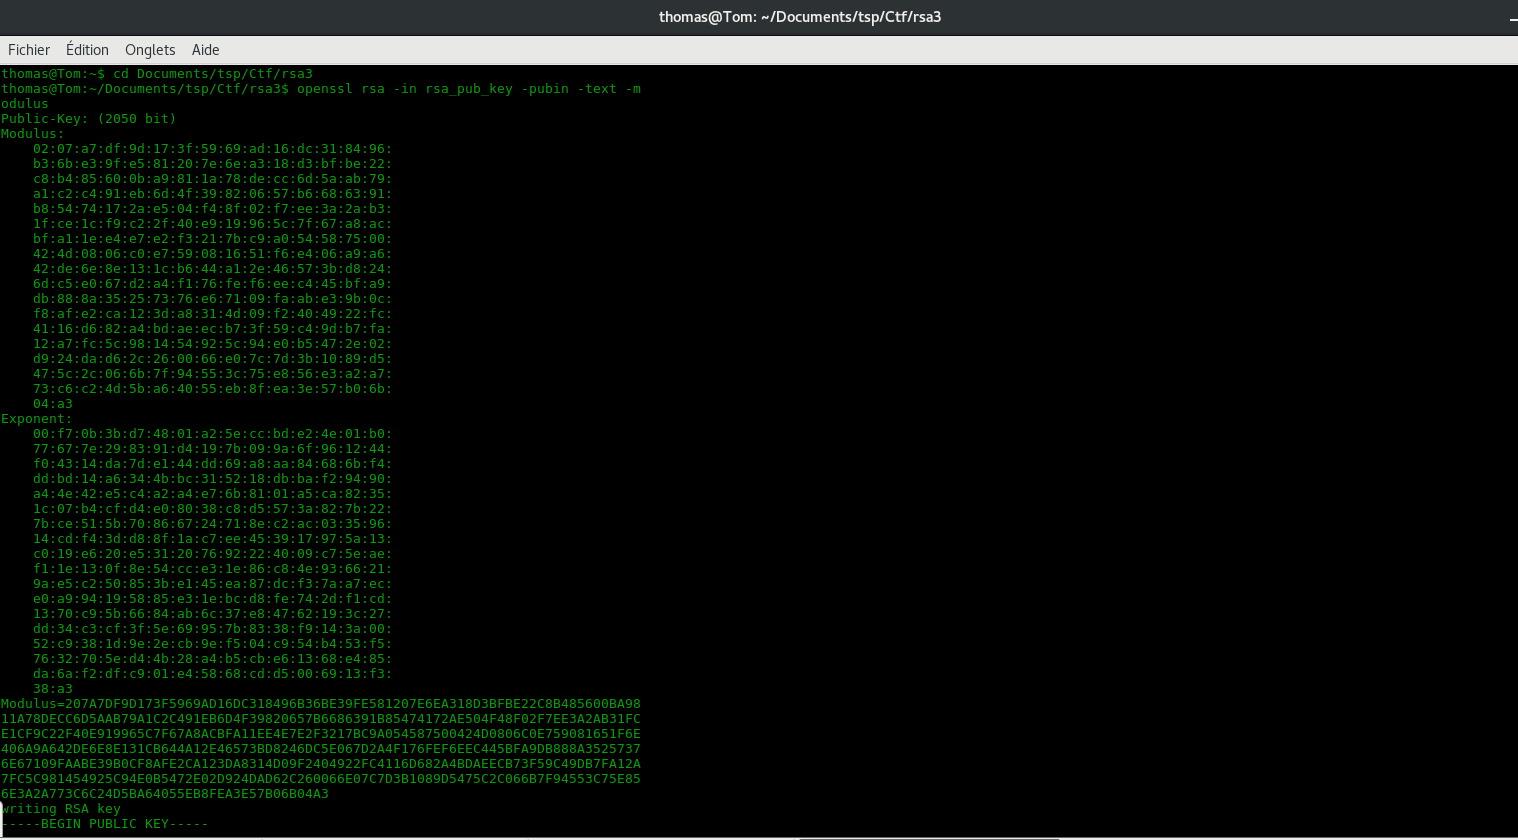 thomas@Tom: ~/Documents/tsp/Ctf/rsa3
Fichier Édition Onglets Aide
thomas@Tom:~$ cd Documents/tsp/Ctf/rsa3
thomas@Tom:~/Documents/tsp/Ctf/rsa3$ openssl rsa -in rsa_pub_key -pubin -text -m
odulus
Public-Key: (2050 bit)
Modulus:
    02:07:a7:df:9d:17:3f:59:69:ad:16:dc:31:84:96:
    b3:6b:e3:9f:e5:81:20:7e:6e:a3:18:d3:bf:be:22:
    c8:b4:85:60:0b:a9:81:1a:78:de:cc:6d:5a:ab:79:
    a1:c2:c4:91:eb:6d:4f:39:82:06:57:b6:68:63:91:
    b8:54:74:17:2a:e5:04:f4:8f:02:f7:ee:3a:2a:b3:
    1f:ce:1c:f9:c2:2f:40:e9:19:96:5c:7f:67:a8:ac:
    bf:a1:1e:e4:e7:e2:f3:21:7b:c9:a0:54:58:75:00:
    42:4d:08:06:c0:e7:59:08:16:51:f6:e4:06:a9:a6:
    42:de:6e:8e:13:1c:b6:44:a1:2e:46:57:3b:d8:24:
    6d:c5:e0:67:d2:a4:f1:76:fe:f6:ee:c4:45:bf:a9:
    db:88:8a:35:25:73:76:e6:71:09:fa:ab:e3:9b:0c:
    f8:af:e2:ca:12:3d:a8:31:4d:09:f2:40:49:22:fc:
    41:16:d6:82:a4:bd:ae:ec:b7:3f:59:c4:9d:b7:fa:
    12:a7:fc:5c:98:14:54:92:5c:94:e0:b5:47:2e:02:
    d9:24:da:d6:2c:26:00:66:e0:7c:7d:3b:10:89:d5:
    47:5c:2c:06:6b:7f:94:55:3c:75:e8:56:e3:a2:a7:
    73:c6:c2:4d:5b:a6:40:55:eb:8f:ea:3e:57:b0:6b:
    04:a3
Exponent:
    00:f7:0b:3b:d7:48:01:a2:5e:cc:bd:e2:4e:01:b0:
    77:67:7e:29:83:91:d4:19:7b:09:9a:6f:96:12:44:
    f0:43:14:da:7d:e1:44:dd:69:a8:aa:84:68:6b:f4:
    dd:bd:14:a6:34:4b:bc:31:52:18:db:ba:f2:94:90:
    a4:4e:42:e5:c4:a2:a4:e7:6b:81:01:a5:ca:82:35:
    1c:07:b4:cf:d4:e0:80:38:c8:d5:57:3a:82:7b:22:
    7b:ce:51:5b:70:86:67:24:71:8e:c2:ac:03:35:96:
    14:cd:f4:3d:d8:8f:1a:c7:ee:45:39:17:97:5a:13:
    c0:19:e6:20:e5:31:20:76:92:22:40:09:c7:5e:ae:
    f1:1e:13:0f:8e:54:cc:e3:1e:86:c8:4e:93:66:21:
    9a:e5:c2:50:85:3b:e1:45:ea:87:dc:f3:7a:a7:ec:
    e0:a9:94:19:58:85:e3:1e:bc:d8:fe:74:2d:f1:cd:
    13:70:c9:5b:66:84:ab:6c:37:e8:47:62:19:3c:27:
    dd:34:c3:cf:3f:5e:69:95:7b:83:38:f9:14:3a:00:
    52:c9:38:1d:9e:2e:cb:9e:f5:04:c9:54:b4:53:f5:
    76:32:70:5e:d4:4b:28:a4:b5:cb:e6:13:68:e4:85:
    da:6a:f2:df:c9:01:e4:58:68:cd:d5:00:69:13:f3:
    38:a3
Modulus=207A7DF9D173F5969AD16DC318496B36BE39FE581207E6EA318D3BFBE22C8B485600BA98
11A78DECC6D5AAB79A1C2C491EB6D4F39820657B6686391B85474172AE504F48F02F7EE3A2AB31FC
E1CF9C22F40E919965C7F67A8ACBFA11EE4E7E2F3217BC9A054587500424D0806C0E759081651F6E
406A9A642DE6E8E131CB644A12E46573BD8246DC5E067D2A4F176FEF6EEC445BFA9DB888A3525737
6E67109FAABE39B0CF8AFE2CA123DA8314D09F2404922FC4116D682A4BDAEECB73F59C49DB7FA12A
7FC5C981454925C94E0B5472E02D924DAD62C260066E07C7D3B1089D5475C2C066B7F94553C75E85
6E3A2A773C6C24D5BA64055EB8FEA3E57B06B04A3
writing RSA key
-----BEGIN PUBLIC KEY-----